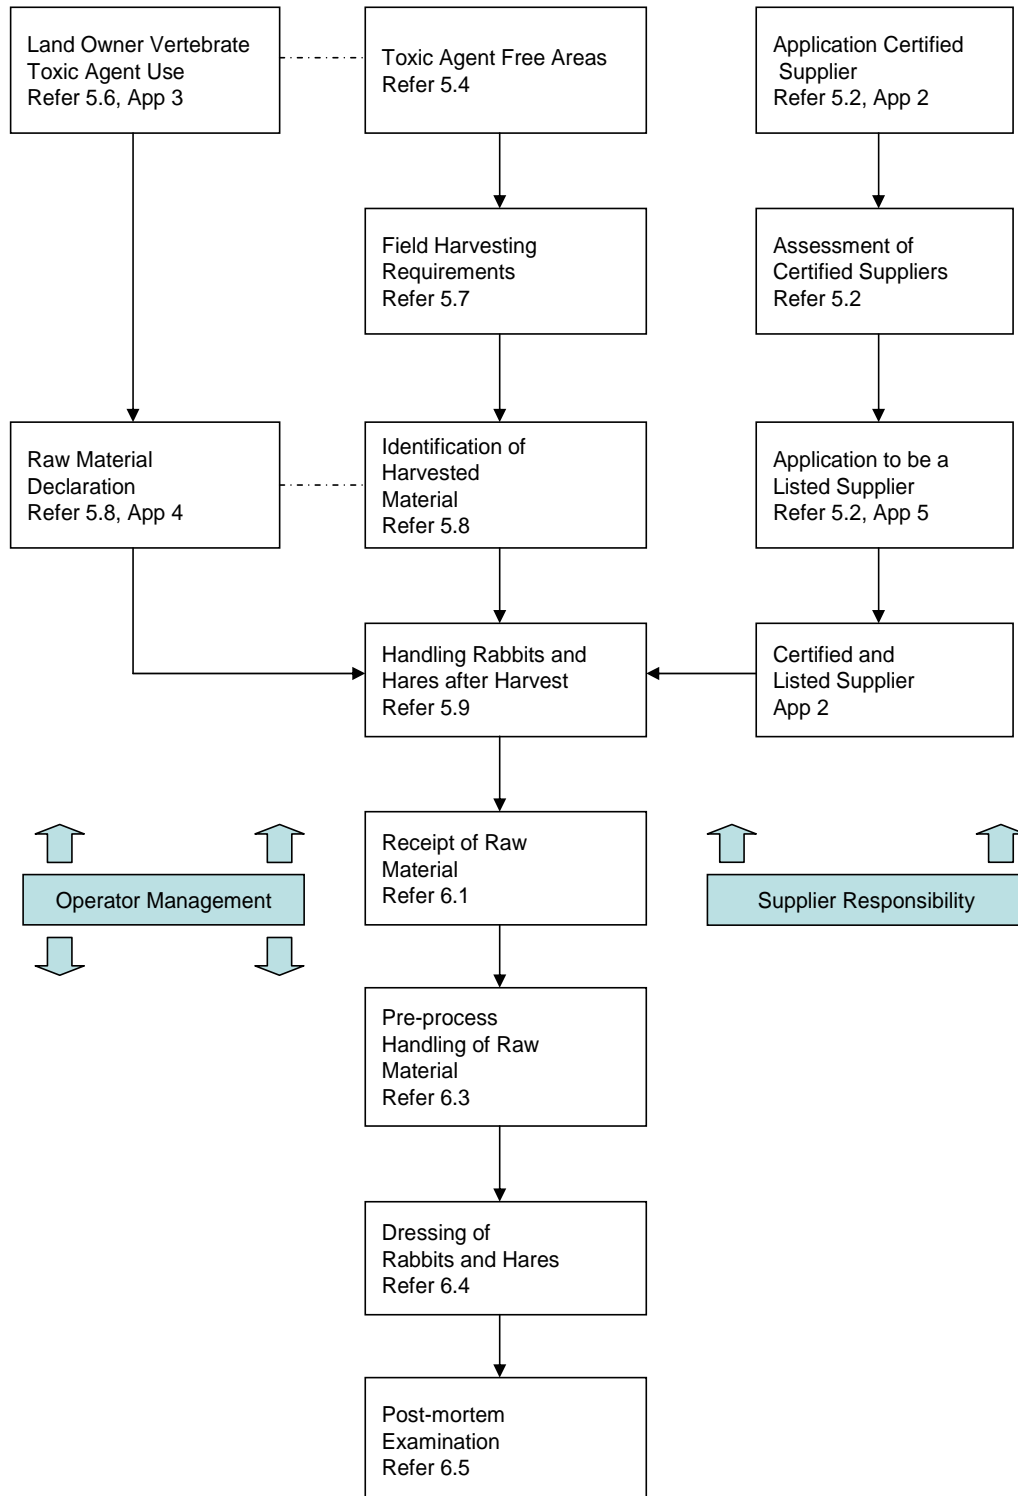 Land Owner Vertebrate
Toxic Agent Use
Refer 5.6, App 3
Toxic Agent Free Areas
Refer 5.4
Application Certified
Supplier
Refer 5.2, App 2
Field Harvesting
Requirements
Refer 5.7
Assessment of
Certified Suppliers
Refer 5.2
Raw Material
Declaration
Refer 5.8, App 4
Identification of
Harvested
Material
Refer 5.8
Application to be a
Listed Supplier
Refer 5.2, App 5
Handling Rabbits and
Hares after Harvest
Refer 5.9
Certified and
Listed Supplier
App 2
Receipt of Raw
Material
Refer 6.1
Operator Management
Supplier Responsibility
Pre-process
Handling of Raw
Material
Refer 6.3
Dressing of
Rabbits and Hares
Refer 6.4
Post-mortem
Examination
Refer 6.5